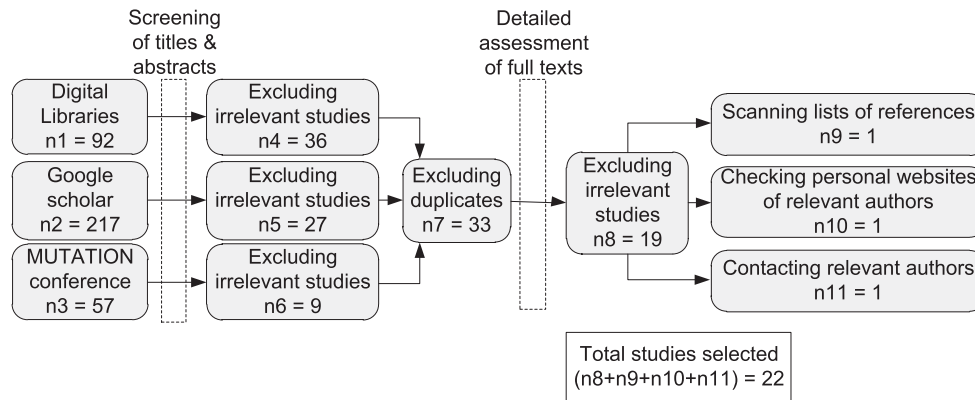 Screening
of titles &
abstracts
Detailed
assessment
of full texts
Digital
Libraries
n1 = 92
Google
scholar
n2 = 217
MUTATION
conference
n3 = 57
Excluding
irrelevant studies
n4 = 36
Excluding
irrelevant studies
n5 = 27
Excluding
irrelevant studies
n6 = 9
Excluding
duplicates
n7 = 33
Excluding
irrelevant
studies
n8 = 19
Scanning lists of references
n9 = 1
Checking personal websites
of relevant authors
n10 = 1
Contacting relevant authors
n11 = 1
Total studies selected
(n8+n9+n10+n11) = 22